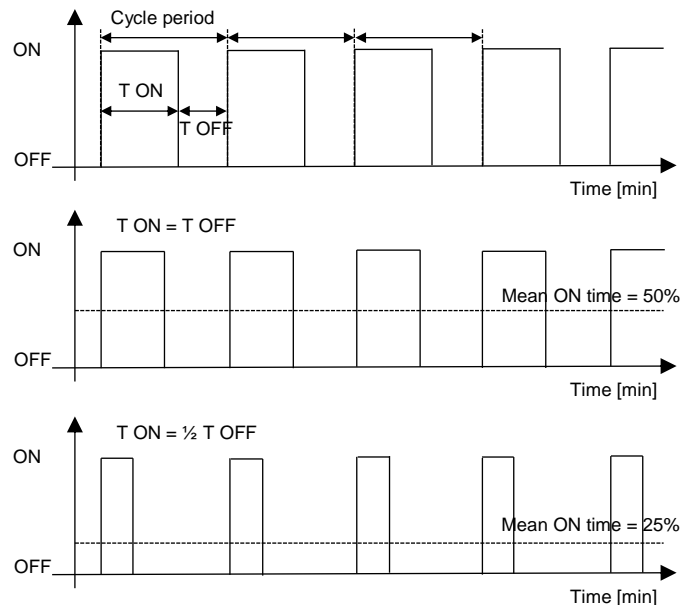 Cycle period
ON
T ON
T OFF
OFF
Time [min]
T ON = T OFF
ON
Mean ON time = 50%
OFF
Time [min]
T ON = ½ T OFF
ON
Mean ON time = 25%
OFF
Time [min]